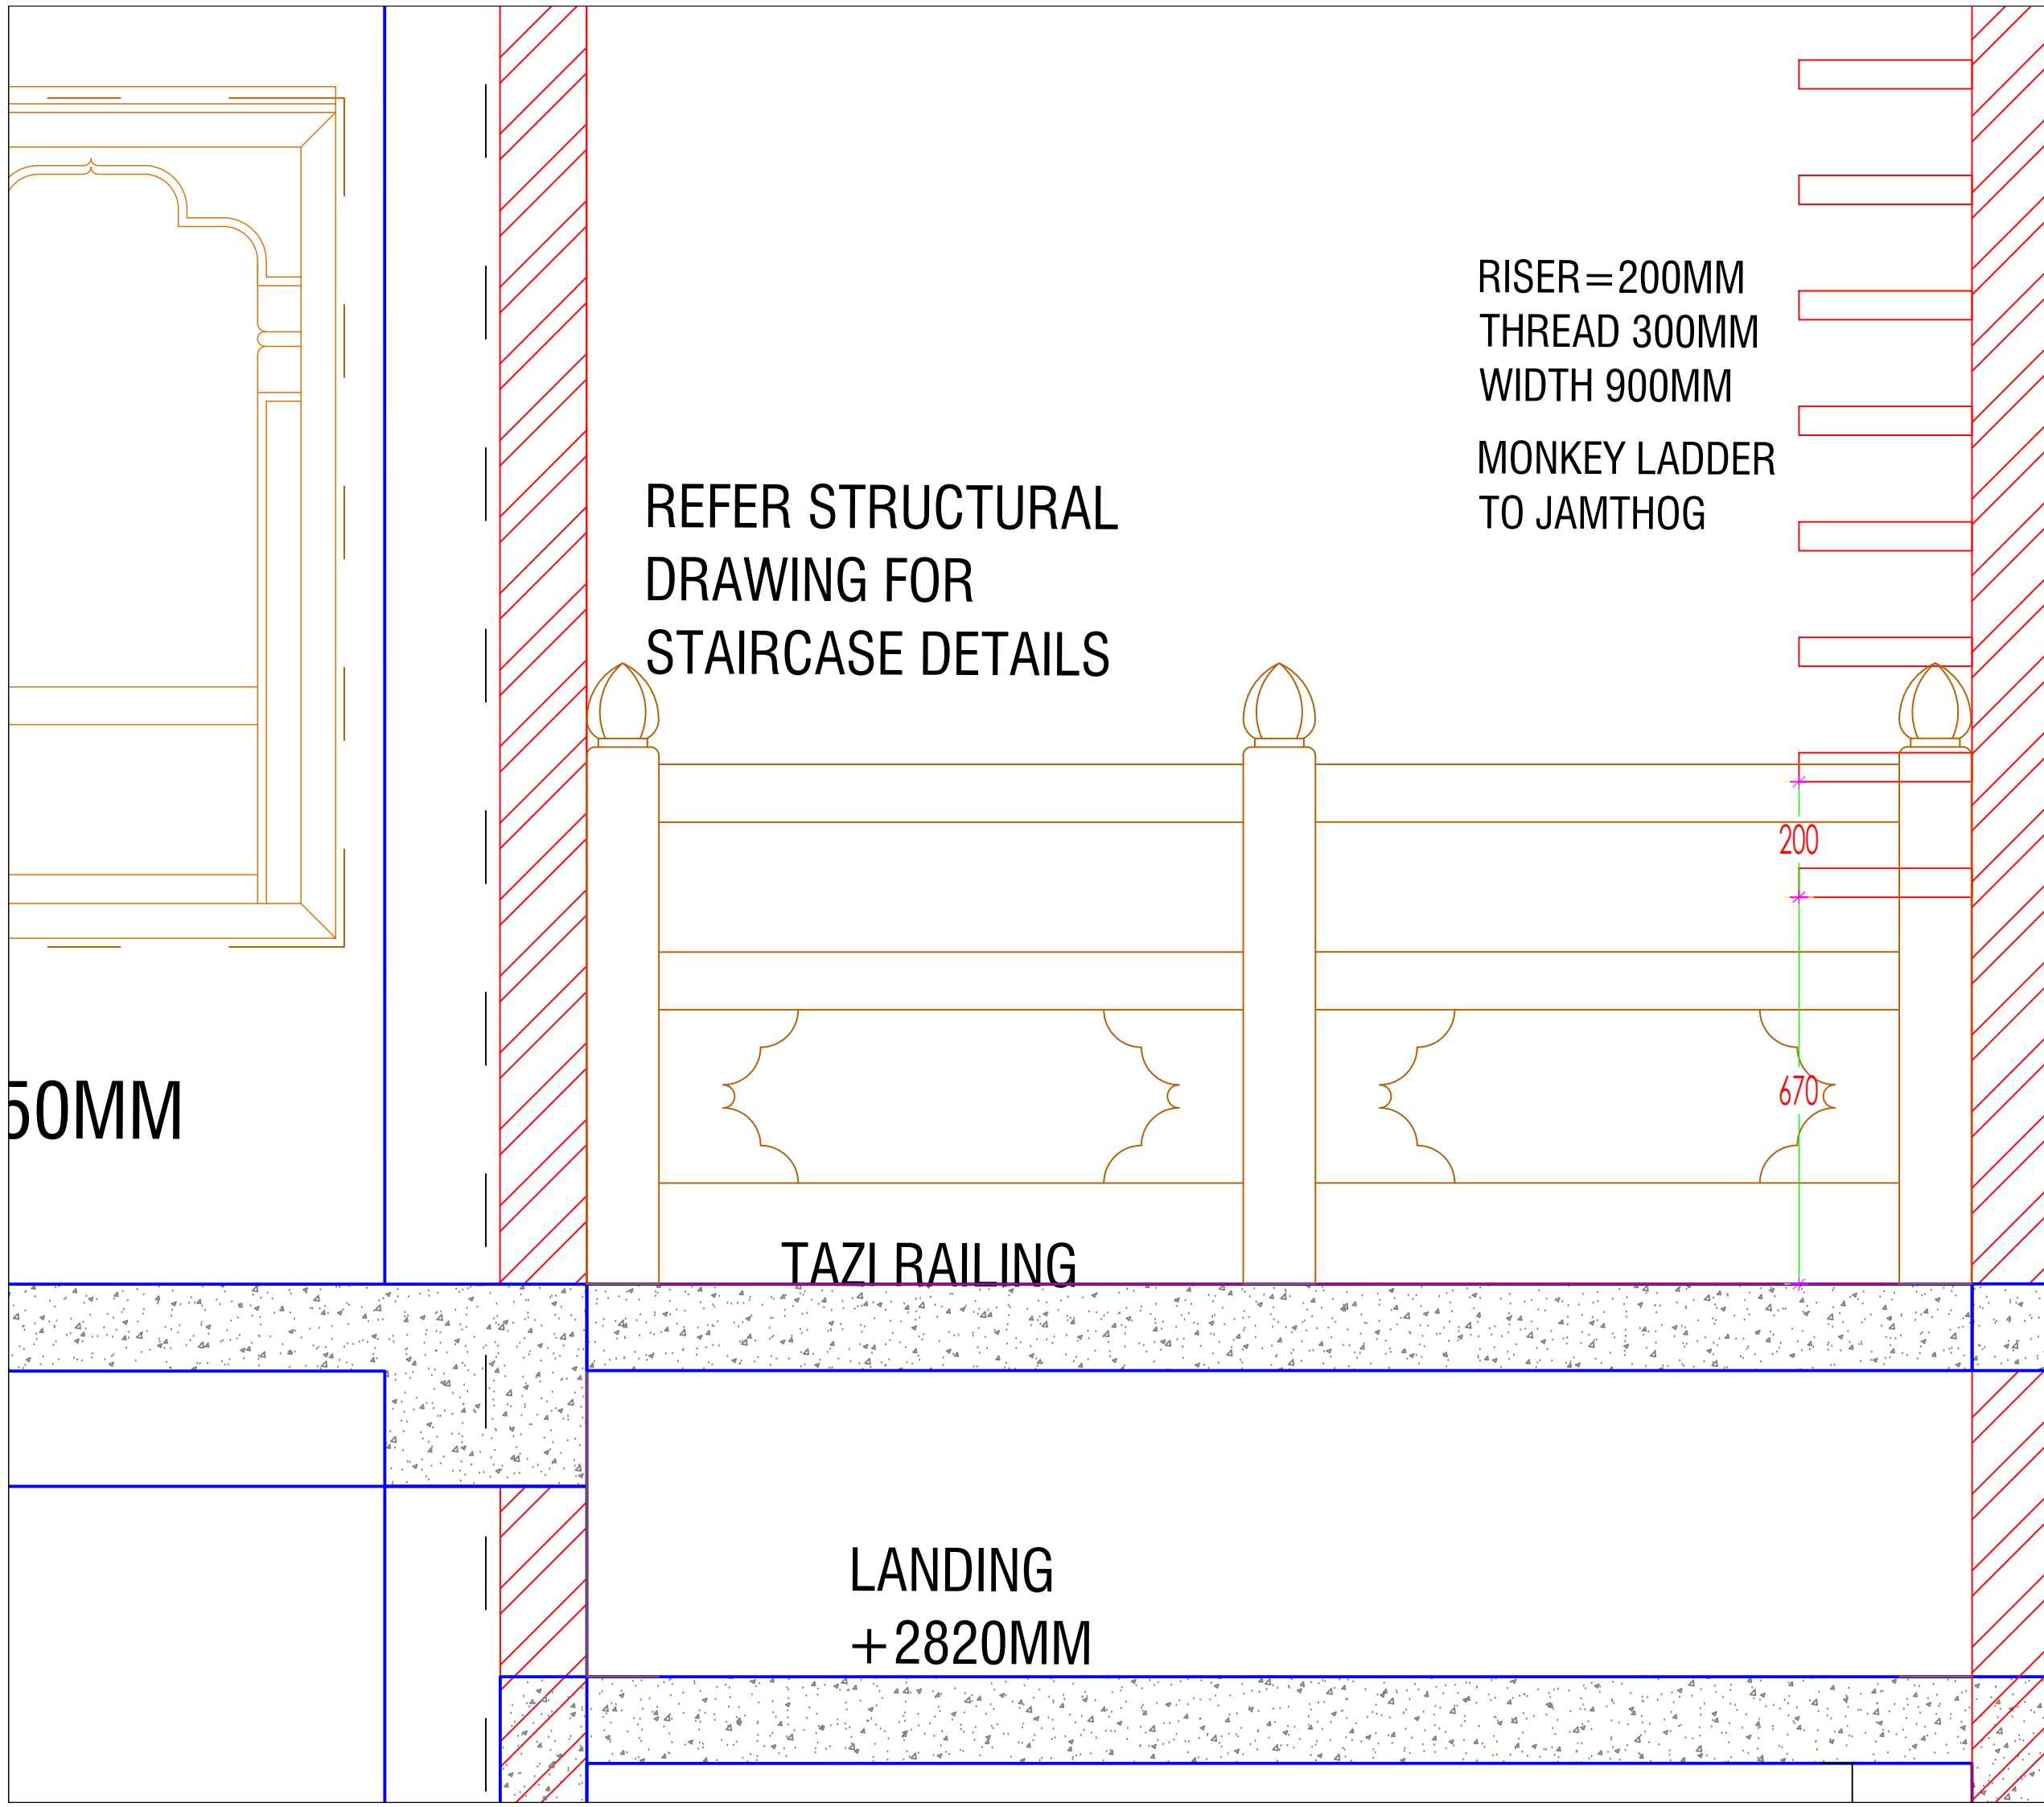 RISER=200MM
THREAD 300MM
WIDTH 900MM
MONKEY LADDER
TO JAMTHOG
REFER STRUCTURAL
DRAWING FOR
STAIRCASE DETAILS
200
670
50MM
TAZI RAILING
LANDING
+2820MM